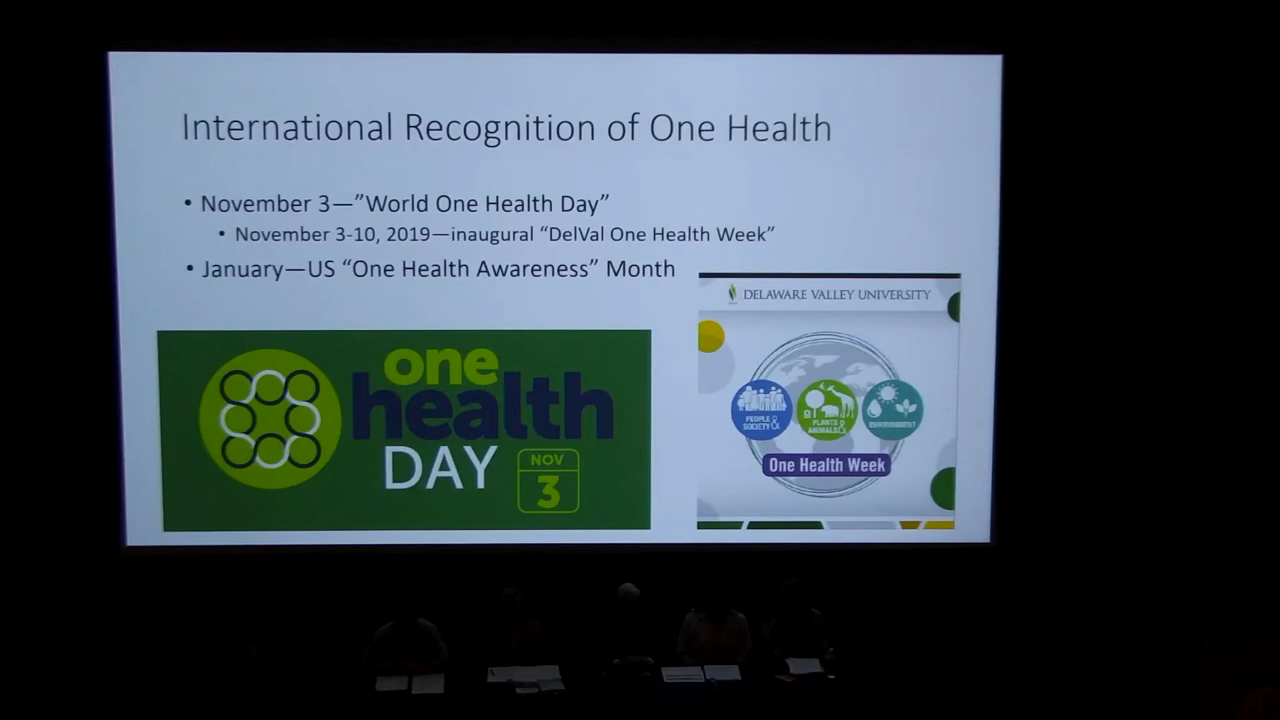 International Recognition of One Health
• November 3—”World One Health Day”
• November 3-10, 2019—inaugural “DelVal One Health Week”
• January—US “One Health Awareness” Month
one
health
DAY
NOV
3
DELAWARE VALLEY UNIVERSITY
PEOPLE &
SOCIETY
PLANTS &
ANIMALS
ENVIRONMENT
One Health Week